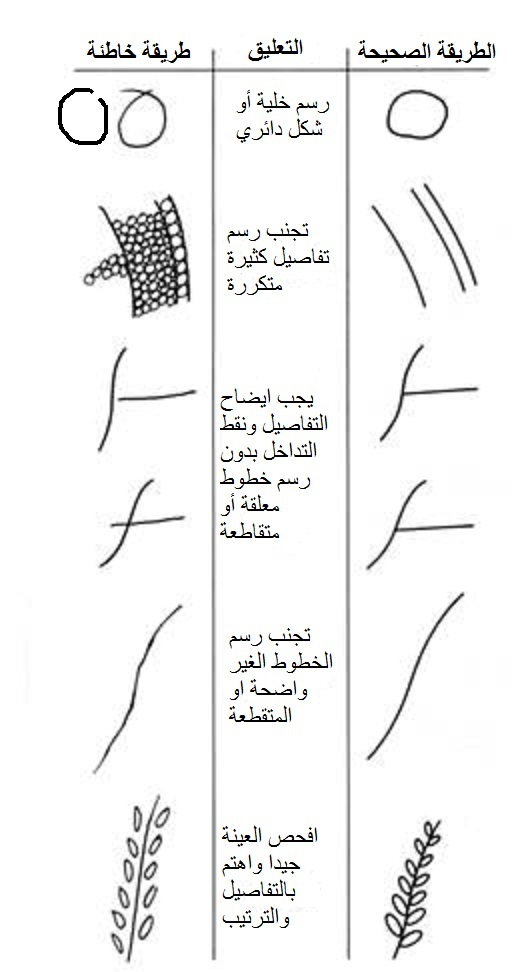 الطريقة الصحيحة
التعليق
طريقة خاطئة
رسم خلية أو
شكل دائري
تجنب رسم
تفاصيل كثيرة
متكررة
يجب ايضاح
التفاصيل ونقط
التداخل بدون
رسم خطوط
معلقة أو
متقاطعة
تجنب رسم
الخطوط الغير
واضحة او
المتقطعة
افحص العينة
جيدا واهتم
بالتفاصيل
والترتيب